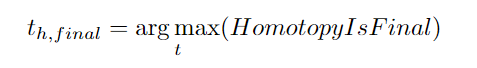 t_{h,final} = arg max_t(HomotopyIsFinal)